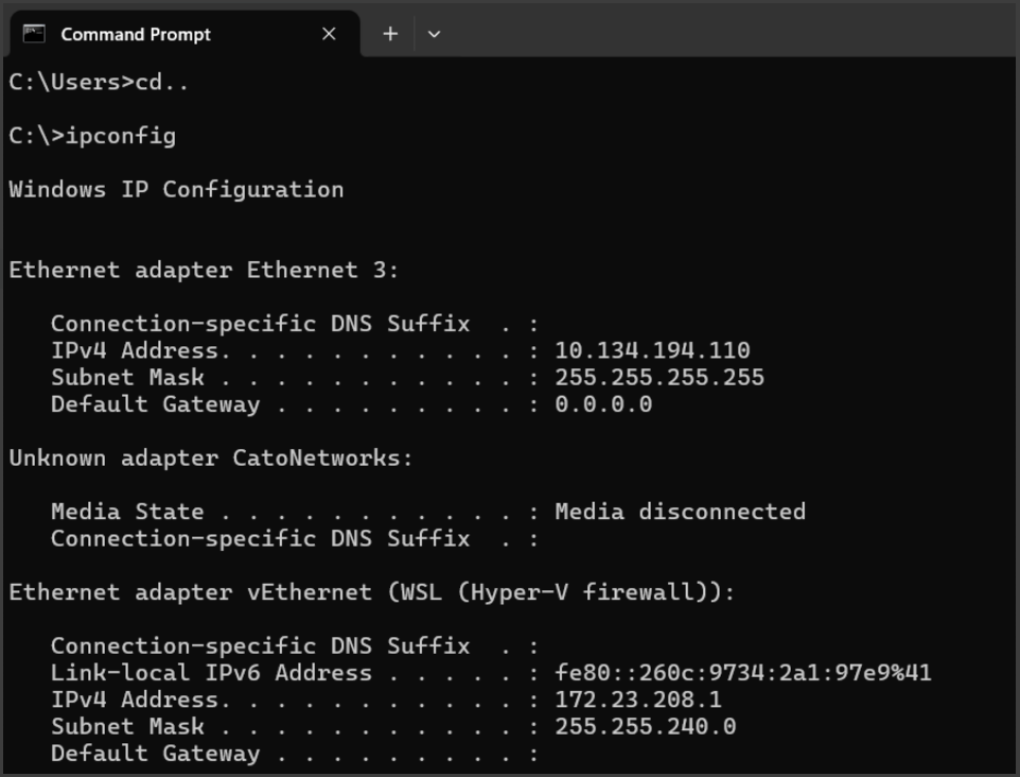 Command Prompt
C:\Users>cd..
C:\>ipconfig
Windows IP Configuration
Ethernet adapter Ethernet 3:
   Connection-specific DNS Suffix  . :
   IPv4 Address. . . . . . . . . . . : 10.134.194.110
   Subnet Mask . . . . . . . . . . . : 255.255.255.255
   Default Gateway . . . . . . . . . : 0.0.0.0
Unknown adapter CatoNetworks:
   Media State . . . . . . . . . . . : Media disconnected
   Connection-specific DNS Suffix  . :
Ethernet adapter vEthernet (WSL (Hyper-V firewall)):
   Connection-specific DNS Suffix  . :
   Link-local IPv6 Address . . . . . : fe80::260c:9734:2a1:97e9%41
   IPv4 Address. . . . . . . . . . . : 172.23.208.1
   Subnet Mask . . . . . . . . . . . : 255.255.240.0
   Default Gateway . . . . . . . . . :